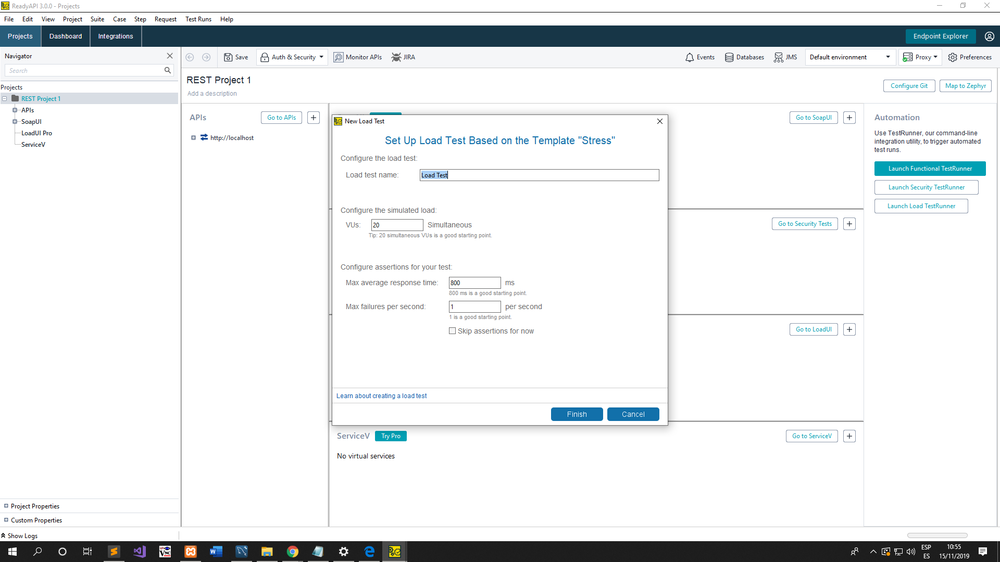 ReadyAPI 3.0.0 - Projects
File Edit View Project Suite Case Step Request Test Runs Help
Projects Dashboard Integrations Endpoint Explorer
Navigator
Search
Save Auth & Security Monitor APIs JIRA Events Databases JMS Default environment Proxy Preferences
Projects
REST Project 1
APIs
SoapUI
LoadUI Pro
ServiceV
REST Project 1
Add a description
Configure Git Map to Zephyr
APIs Go to APIs
http://localhost
Go to SoapUI
Go to Security Tests
Go to LoadUI
ServiceV Try Pro Go to ServiceV
No virtual services
Automation
Use TestRunner, our command-line
integration utility, to trigger automated
test runs.
Launch Functional TestRunner
Launch Security TestRunner
Launch Load TestRunner
New Load Test
Set Up Load Test Based on the Template "Stress"
Configure the load test:
Load test name: Load Test
Configure the simulated load:
VUs: 20 Simultaneous
Tip: 20 simultaneous VUs is a good starting point.
Configure assertions for your test:
Max average response time: 800 ms
800 ms is a good starting point.
Max failures per second: 1 per second
1 is a good starting point.
Skip assertions for now
Learn about creating a load test
Finish Cancel
Project Properties
Custom Properties
Show Logs
ESP
ES
10:55
15/11/2019